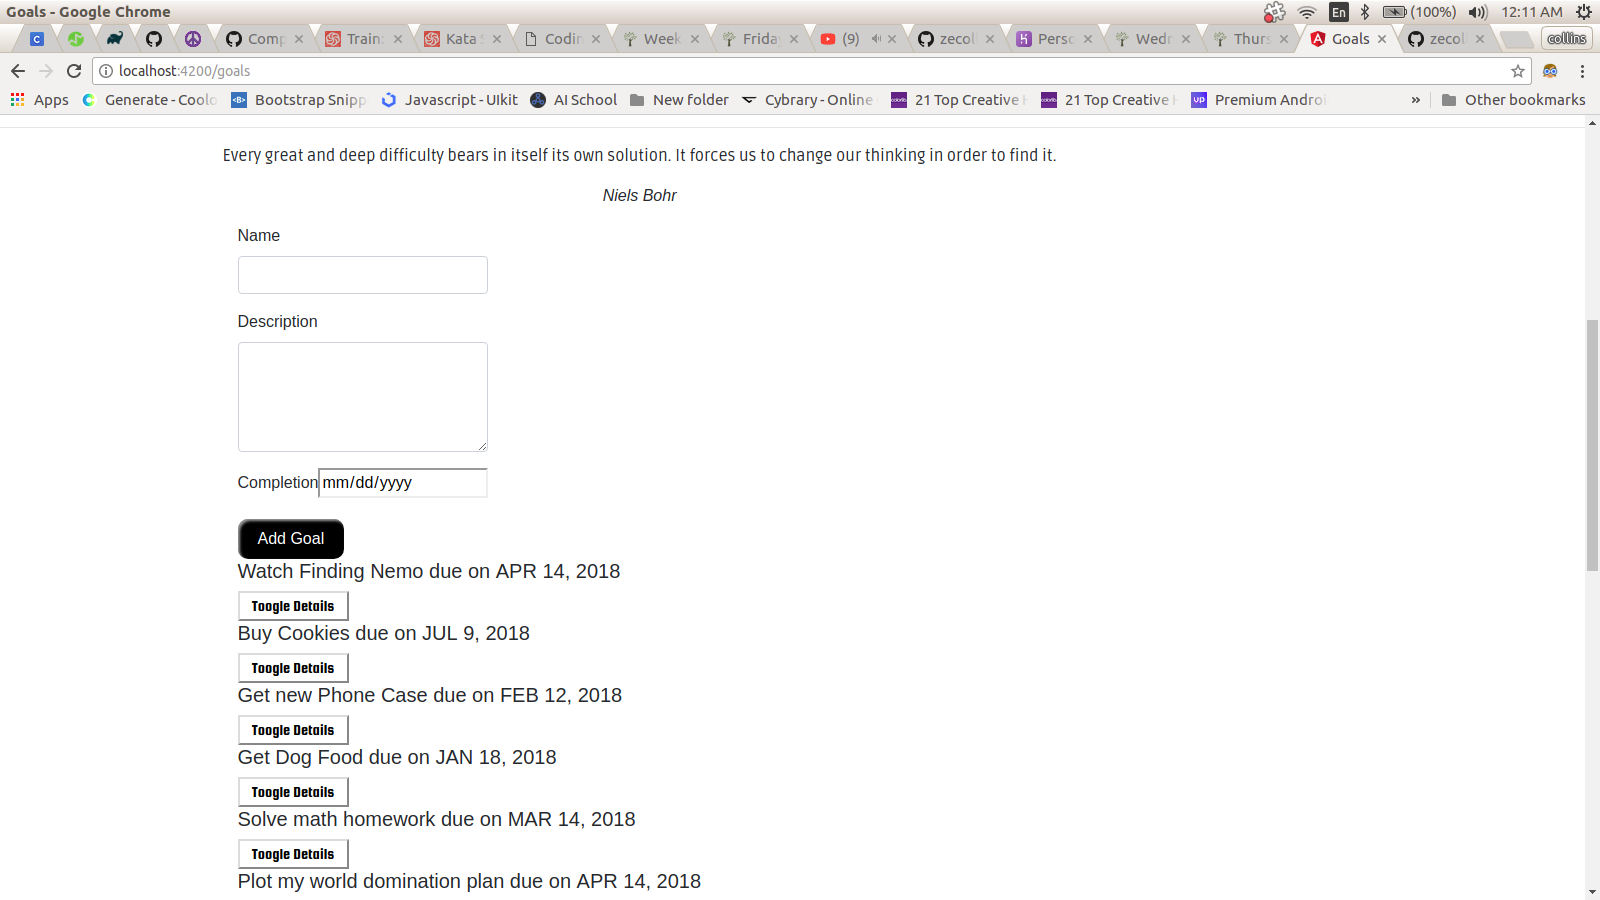 Goals - Google Chrome
En (100%) 12:11 AM
C Comp Train Kata Codin Week Friday (9) zecol Perso Wedn Thurs Goals zecol collins
localhost:4200/goals
Apps Generate - Coolo Bootstrap Snipp Javascript - UIkit AI School New folder Cybrary - Online 21 Top Creative 21 Top Creative Premium Androi » Other bookmarks
Every great and deep difficulty bears in itself its own solution. It forces us to change our thinking in order to find it.
Niels Bohr
Name
Description
Completion mm/dd/yyyy
Add Goal
Watch Finding Nemo due on APR 14, 2018
Toogle Details
Buy Cookies due on JUL 9, 2018
Toogle Details
Get new Phone Case due on FEB 12, 2018
Toogle Details
Get Dog Food due on JAN 18, 2018
Toogle Details
Solve math homework due on MAR 14, 2018
Toogle Details
Plot my world domination plan due on APR 14, 2018